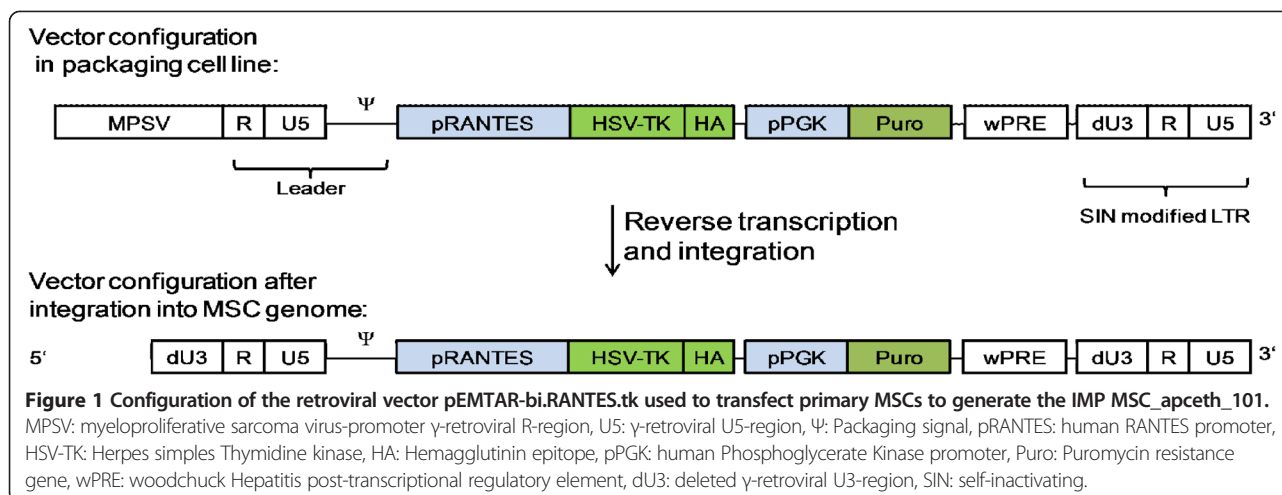 Vector configuration
in packaging cell line:
Ψ
MPSV R U5 pRANTES HSV-TK HA pPGK Puro wPRE dU3 R U5 3‘
Leader
SIN modified LTR
Reverse transcription
and integration
Vector configuration after
integration into MSC genome:
Ψ
5‘ dU3 R U5 pRANTES HSV-TK HA pPGK Puro wPRE dU3 R U5 3‘
Figure 1 Configuration of the retroviral vector pEMTAR-bi.RANTES.tk used to transfect primary MSCs to generate the IMP MSC_apceth_101.
MPSV: myeloproliferative sarcoma virus-promoter γ-retroviral R-region, U5: γ-retroviral U5-region, Ψ: Packaging signal, pRANTES: human RANTES promoter,
HSV-TK: Herpes simples Thymidine kinase, HA: Hemagglutinin epitope, pPGK: human Phosphoglycerate Kinase promoter, Puro: Puromycin resistance
gene, wPRE: woodchuck Hepatitis post-transcriptional regulatory element, dU3: deleted γ-retroviral U3-region, SIN: self-inactivating.